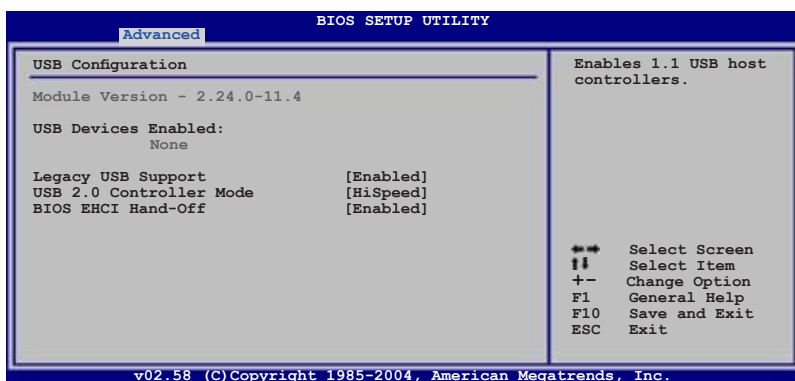 BIOS SETUP UTILITY
Advanced
USB Configuration
Module Version - 2.24.0-11.4
USB Devices Enabled:
None
Legacy USB Support [Enabled]
USB 2.0 Controller Mode [HiSpeed]
BIOS EHCI Hand-Off [Enabled]
Enables 1.1 USB host
controllers.
←→ Select Screen
↑↓ Select Item
+- Change Option
F1 General Help
F10 Save and Exit
ESC Exit
v02.58 (C)Copyright 1985-2004, American Megatrends, Inc.